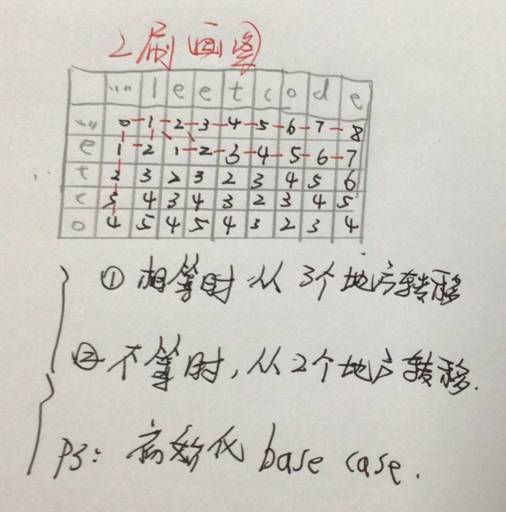 2刷画图
"" l e e t c o d e
"" 0-1-2-3-4-5-6-7-8
e 1-2 1-2-3-4-5-6-7
t 2 3 2 3 2 3 4 5 6
c 3 4 3 4 3 2 3 4 5
o 4 5 4 5 4 3 2 3 4
① 相等时从3个地方转移
② 不等时,从2个地方转移.
P3: 初始化 base case.